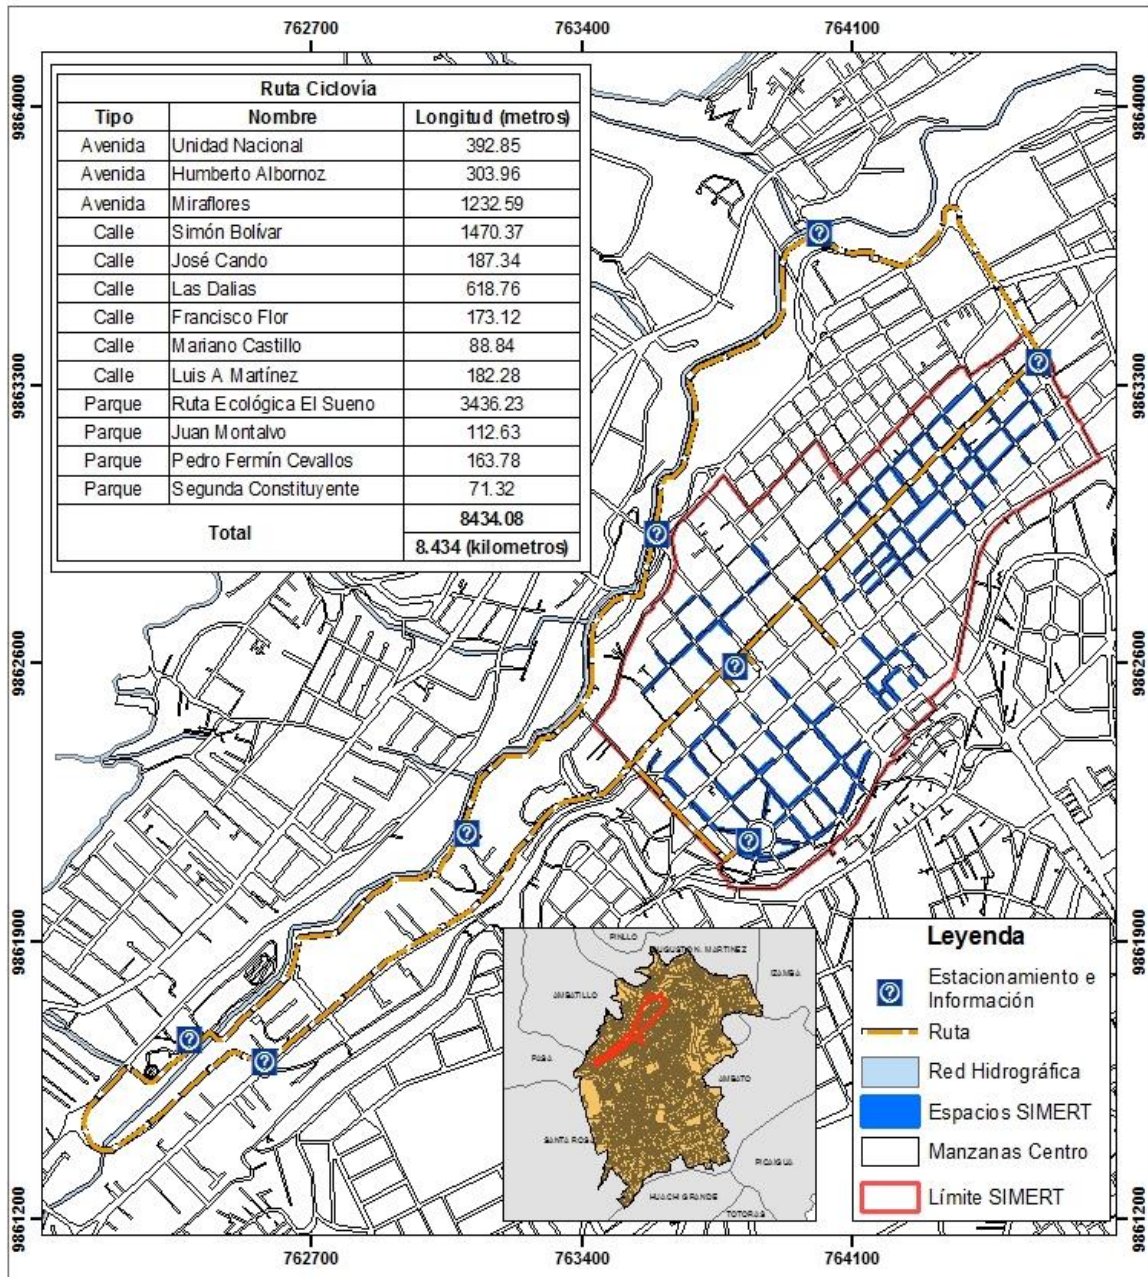 762700 763400 764100
9864000 9864000
Ruta Ciclovía
Tipo Nombre Longitud (metros)
Avenida Unidad Nacional 392.85
Avenida Humberto Albornoz 303.96
Avenida Miraflores 1232.59
Calle Simón Bolívar 1470.37
Calle José Cando 187.34
Calle Las Dalias 618.76
Calle Francisco Flor 173.12
Calle Mariano Castillo 88.84
Calle Luis A Martínez 182.28
Parque Ruta Ecológica El Sueno 3436.23
Parque Juan Montalvo 112.63
Parque Pedro Fermín Cevallos 163.78
Parque Segunda Constituyente 71.32
Total 8434.08
8.434 (kilometros)
9863300 9863300
9862600 9862600
9861900 9861900
PINLLO
AUGUSTO N. MARTINEZ
IZAMBA
AMBATILLO
PASA
AMBATO
SANTA ROSA
PICAIGUA
HUACHI GRANDE
TOTORAS
Leyenda
Estacionamiento e
Información
Ruta
Red Hidrográfica
Espacios SIMERT
Manzanas Centro
Límite SIMERT
9861200 9861200
762700 763400 764100